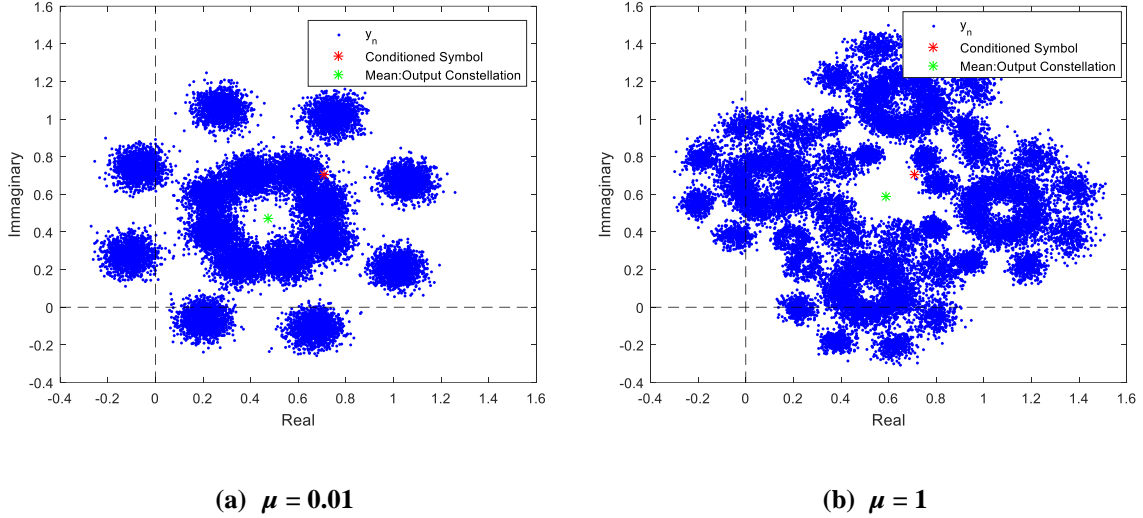 1.6
1.4
1.2
1
0.8
0.6
0.4
0.2
0
-0.2
-0.4
-0.4 -0.2 0 0.2 0.4 0.6 0.8 1 1.2 1.4 1.6
Immaginary
Real
y_n
Conditioned Symbol
Mean:Output Constellation
(a) μ = 0.01
1.6
1.4
1.2
1
0.8
0.6
0.4
0.2
0
-0.2
-0.4
-0.4 -0.2 0 0.2 0.4 0.6 0.8 1 1.2 1.4 1.6
Immaginary
Real
y_n
Conditioned Symbol
Mean:Output Constellation
(b) μ = 1